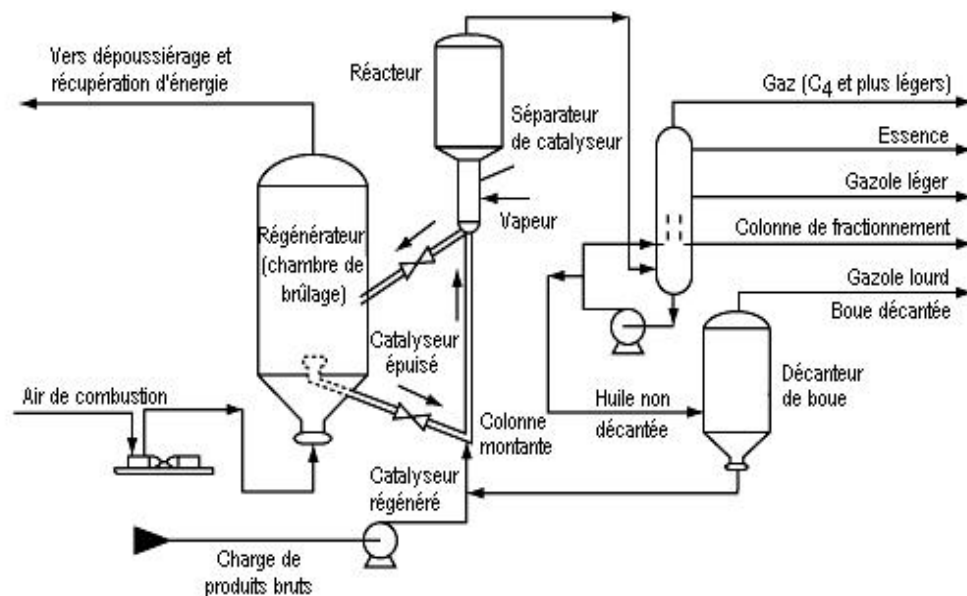 Vers dépoussiérage et
récupération d'énergie
Réacteur
Séparateur
de catalyseur
Vapeur
Gaz (C4 et plus légers)
Essence
Gazole léger
Colonne de fractionnement
Gazole lourd
Boue décantée
Régénérateur
(chambre de
brûlage)
Catalyseur
épuisé
Air de combustion
Colonne
montante
Huile non
décantée
Décanteur
de boue
Catalyseur
régénéré
Charge de
produits bruts